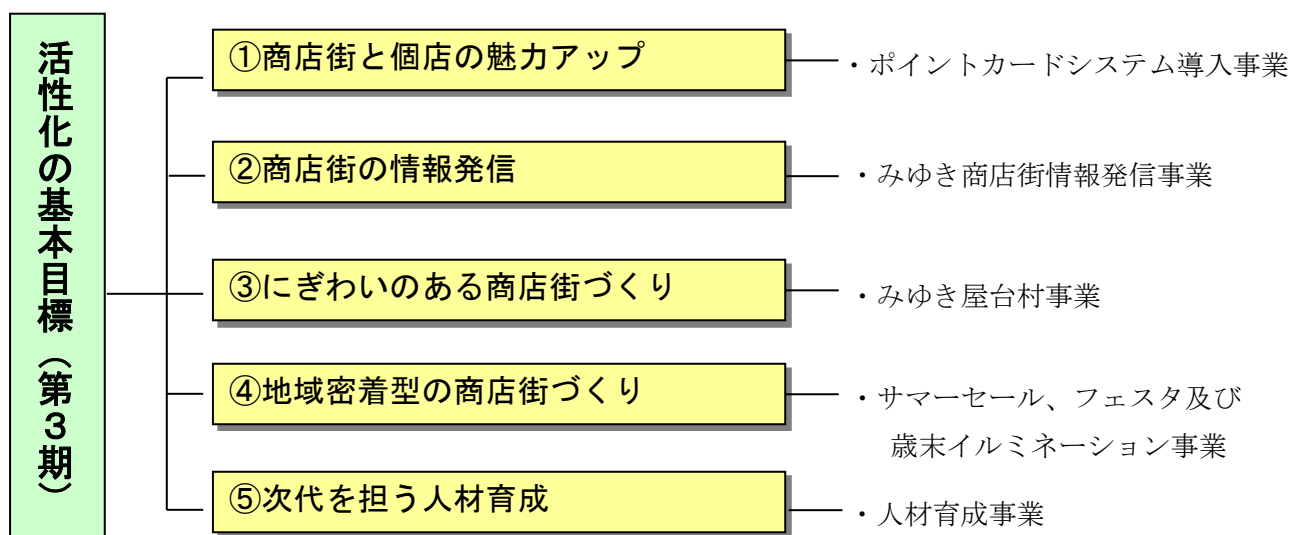 活性化の基本目標(第3期)
①商店街と個店の魅力アップ
・ポイントカードシステム導入事業
②商店街の情報発信
・みゆき商店街情報発信事業
③にぎわいのある商店街づくり
・みゆき屋台村事業
④地域密着型の商店街づくり
・サマーセール、フェスタ及び
歳末イルミネーション事業
⑤次代を担う人材育成
・人材育成事業